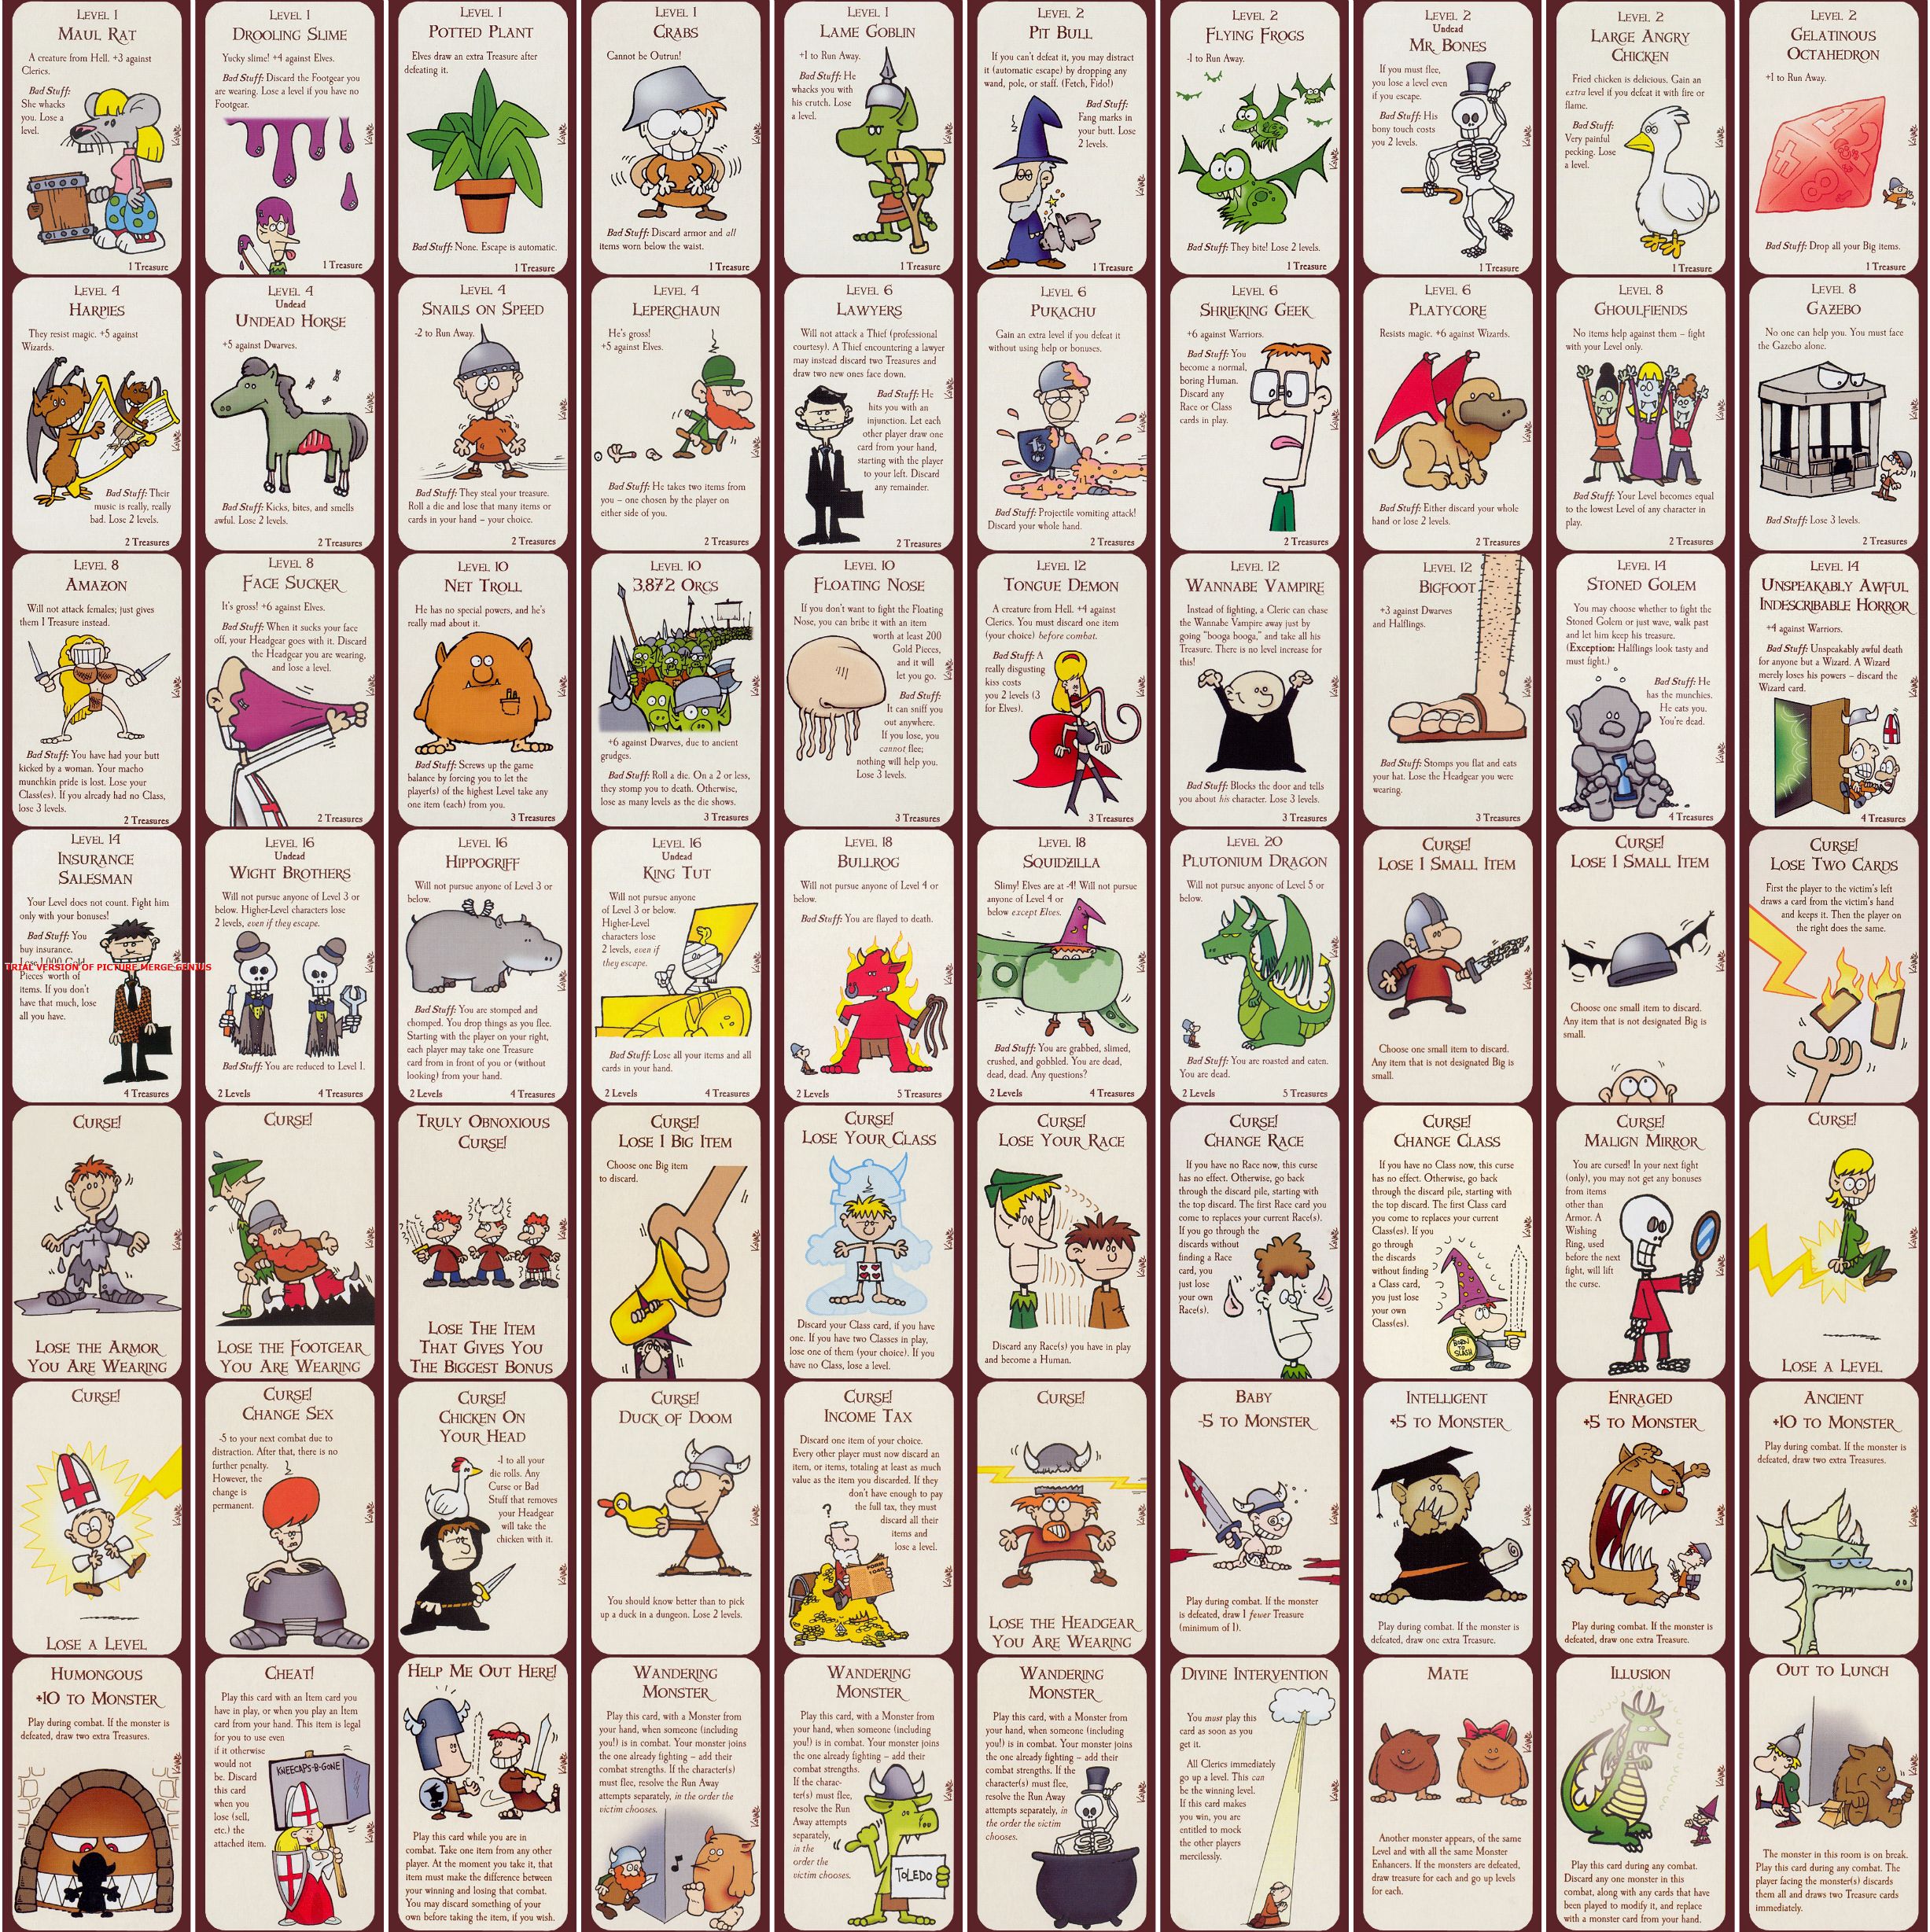 LEVEL 1
MAUL RAT
A creature from Hell. +3 against
Clerics.
Bad Stuff:
She whacks
you. Lose a
level.
1 Treasure
LEVEL 1
DROOLING SLIME
Yucky slime! +4 against Elves.
Bad Stuff: Discard the Footgear you
are wearing. Lose a level if you have no
Footgear.
1 Treasure
LEVEL 1
POTTED PLANT
Elves draw an extra Treasure after
defeating it.
Bad Stuff: None. Escape is automatic.
1 Treasure
LEVEL 1
CRABS
Cannot be Outrun!
Bad Stuff: Discard armor and all
items worn below the waist.
1 Treasure
LEVEL 1
LAME GOBLIN
+1 to Run Away.
Bad Stuff: He
whacks you with
his crutch. Lose
a level.
1 Treasure
LEVEL 2
PIT BULL
If you can't defeat it, you may distract
it (automatic escape) by dropping any
wand, pole, or staff. (Fetch, Fido!)
Bad Stuff:
Fang marks in
your butt. Lose
2 levels.
1 Treasure
LEVEL 2
FLYING FROGS
-1 to Run Away.
Bad Stuff: They bite! Lose 2 levels.
1 Treasure
LEVEL 2
Undead
MR. BONES
If you must flee,
you lose a level even
if you escape.
Bad Stuff: His
bony touch costs
you 2 levels.
1 Treasure
LEVEL 2
LARGE ANGRY
CHICKEN
Fried chicken is delicious. Gain an
extra level if you defeat it with fire or
flame.
Bad Stuff:
Very painful
pecking. Lose
a level.
1 Treasure
LEVEL 2
GELATINOUS
OCTAHEDRON
+1 to Run Away.
Bad Stuff: Drop all your Big items.
1 Treasure
LEVEL 4
HARPIES
They resist magic. +5 against
Wizards.
Bad Stuff: Their
music is really, really
bad. Lose 2 levels.
2 Treasures
LEVEL 4
Undead
UNDEAD HORSE
+5 against Dwarves.
Bad Stuff: Kicks, bites, and smells
awful. Lose 2 levels.
2 Treasures
LEVEL 4
SNAILS ON SPEED
-2 to Run Away.
Bad Stuff: They steal your treasure.
Roll a die and lose that many items or
cards in your hand – your choice.
2 Treasures
LEVEL 4
LEPERCHAUN
He's gross!
+5 against Elves.
Bad Stuff: He takes two items from
you – one chosen by the player on
either side of you.
2 Treasures
LEVEL 6
LAWYERS
Will not attack a Thief (professional
courtesy). A Thief encountering a lawyer
may instead discard two Treasures and
draw two new ones face down.
Bad Stuff: He
hits you with an
injunction. Let each
other player draw one
card from your hand,
starting with the player
to your left. Discard
any remainder.
2 Treasures
LEVEL 6
PUKACHU
Gain an extra level if you defeat it
without using help or bonuses.
Bad Stuff: Projectile vomiting attack!
Discard your whole hand.
2 Treasures
LEVEL 6
SHRIEKING GEEK
+6 against Warriors.
Bad Stuff: You
become a normal,
boring Human.
Discard any
Race or Class
cards in play.
2 Treasures
LEVEL 6
PLATYCORE
Resists magic. +6 against Wizards.
Bad Stuff: Either discard your whole
hand or lose 2 levels.
2 Treasures
LEVEL 8
GHOULFIENDS
No items help against them – fight
with your Level only.
Bad Stuff: Your Level becomes equal
to the lowest Level of any character in
play.
2 Treasures
LEVEL 8
GAZEBO
No one can help you. You must face
the Gazebo alone.
Bad Stuff: Lose 3 levels.
2 Treasures
LEVEL 8
AMAZON
Will not attack females; just gives
them 1 Treasure instead.
Bad Stuff: You have had your butt
kicked by a woman. Your macho
munchkin pride is lost. Lose your
Class(es). If you already had no Class,
lose 3 levels.
2 Treasures
LEVEL 8
FACE SUCKER
It's gross! +6 against Elves.
Bad Stuff: When it sucks your face
off, your Headgear goes with it. Discard
the Headgear you are wearing,
and lose a level.
2 Treasures
LEVEL 10
NET TROLL
He has no special powers, and he's
really mad about it.
Bad Stuff: Screws up the game
balance by forcing you to let the
player(s) of the highest Level take any
one item (each) from you.
3 Treasures
LEVEL 10
3,872 ORCS
+6 against Dwarves, due to ancient
grudges.
Bad Stuff: Roll a die. On a 2 or less,
they stomp you to death. Otherwise,
lose as many levels as the die shows.
3 Treasures
LEVEL 10
FLOATING NOSE
If you don't want to fight the Floating
Nose, you can bribe it with an item
worth at least 200
Gold Pieces,
and it will
let you go.
Bad Stuff:
It can sniff you
out anywhere.
If you lose, you
cannot flee;
nothing will help you.
Lose 3 levels.
3 Treasures
LEVEL 12
TONGUE DEMON
A creature from Hell. +4 against
Clerics. You must discard one item
(your choice) before combat.
Bad Stuff: A
really disgusting
kiss costs
you 2 levels (3
for Elves).
3 Treasures
LEVEL 12
WANNABE VAMPIRE
Instead of fighting, a Cleric can chase
the Wannabe Vampire away just by
going "booga booga," and take all his
Treasure. There is no level increase for
this!
Bad Stuff: Blocks the door and tells
you about his character. Lose 3 levels.
3 Treasures
LEVEL 12
BIGFOOT
+3 against Dwarves
and Halflings.
Bad Stuff: Stomps you flat and eats
your hat. Lose the Headgear you were
wearing.
3 Treasures
LEVEL 14
STONED GOLEM
You may choose whether to fight the
Stoned Golem or just wave, walk past
and let him keep his treasure.
(Exception: Halflings look tasty and
must fight.)
Bad Stuff: He
has the munchies.
He eats you.
You're dead.
4 Treasures
LEVEL 14
UNSPEAKABLY AWFUL
INDESCRIBABLE HORROR
+4 against Warriors.
Bad Stuff: Unspeakably awful death
for anyone but a Wizard. A Wizard
merely loses his powers – discard the
Wizard card.
4 Treasures
LEVEL 14
INSURANCE
SALESMAN
Your Level does not count. Fight him
only with your bonuses!
Bad Stuff: You
buy insurance.
Lose 1,000 Gold
TRIAL VERSION OF PICTURE MERGE GENIUS
Pieces' worth of
items. If you don't
have that much, lose
all you have.
4 Treasures
LEVEL 16
Undead
WIGHT BROTHERS
Will not pursue anyone of Level 3 or
below. Higher-Level characters lose
2 levels, even if they escape.
Bad Stuff: You are reduced to Level 1.
2 Levels
4 Treasures
LEVEL 16
HIPPOGRIFF
Will not pursue anyone of Level 3 or
below.
Bad Stuff: You are stomped and
chomped. You drop things as you flee.
Starting with the player on your right,
each player may take one Treasure
card from in front of you or (without
looking) from your hand.
2 Levels
4 Treasures
LEVEL 16
Undead
KING TUT
Will not pursue anyone
of Level 3 or below.
Higher-Level
characters lose
2 levels, even if
they escape.
Bad Stuff: Lose all your items and all
cards in your hand.
2 Levels
4 Treasures
LEVEL 18
BULLROG
Will not pursue anyone of Level 4 or
below.
Bad Stuff: You are flayed to death.
2 Levels
5 Treasures
LEVEL 18
SQUIDZILLA
Slimy! Elves are at -4! Will not pursue
anyone of Level 4 or
below except Elves.
Bad Stuff: You are grabbed, slimed,
crushed, and gobbled. You are dead,
dead, dead. Any questions?
2 Levels
4 Treasures
LEVEL 20
PLUTONIUM DRAGON
Will not pursue anyone of Level 5 or
below.
Bad Stuff: You are roasted and eaten.
You are dead.
2 Levels
5 Treasures
CURSE!
LOSE 1 SMALL ITEM
Choose one small item to discard.
Any item that is not designated Big is
small.
CURSE!
LOSE 1 SMALL ITEM
Choose one small item to discard.
Any item that is not designated Big is
small.
CURSE!
LOSE TWO CARDS
First the player to the victim's left
draws a card from the victim's hand
and keeps it. Then the player on
the right does the same.
CURSE!
LOSE THE ARMOR
YOU ARE WEARING
CURSE!
LOSE THE FOOTGEAR
YOU ARE WEARING
TRULY OBNOXIOUS
CURSE!
LOSE THE ITEM
THAT GIVES YOU
THE BIGGEST BONUS
CURSE!
LOSE 1 BIG ITEM
Choose one Big item
to discard.
CURSE!
LOSE YOUR CLASS
Discard your Class card, if you have
one. If you have two Classes in play,
lose one of them (your choice). If you
have no Class, lose a level.
CURSE!
LOSE YOUR RACE
Discard any Race(s) you have in play
and become a Human.
CURSE!
CHANGE RACE
If you have no Race now, this curse
has no effect. Otherwise, go back
through the discard pile, starting with
the top discard. The first Race card you
come to replaces your current Race(s).
If you go through the
discards without
finding a Race
card, you
just lose
your own
Race(s).
CURSE!
CHANGE CLASS
If you have no Class now, this curse
has no effect. Otherwise, go back
through the discard pile, starting with
the top discard. The first Class card
you come to replaces your current
Class(es). If you
go through
the discards
without finding
a Class card,
you just lose
your own
Class(es).
BORN
TO
SLASH
CURSE!
MALIGN MIRROR
You are cursed! In your next fight
(only), you may not get any bonuses
from items
other than
Armor. A
Wishing
Ring, used
before the next
fight, will lift
the curse.
CURSE!
LOSE A LEVEL
CURSE!
LOSE A LEVEL
CURSE!
CHANGE SEX
-5 to your next combat due to
distraction. After that, there is no
further penalty.
However, the
change is
permanent.
CURSE!
CHICKEN ON
YOUR HEAD
-1 to all your
die rolls. Any
Curse or Bad
Stuff that removes
your Headgear
will take the
chicken with it.
CURSE!
DUCK OF DOOM
You should know better than to pick
up a duck in a dungeon. Lose 2 levels.
CURSE!
INCOME TAX
Discard one item of your choice.
Every other player must now discard an
item, or items, totaling at least as much
value as the item you discarded. If they
don't have enough to pay
the full tax, they must
discard all their
items and
lose a level.
FORM
1040
CURSE!
LOSE THE HEADGEAR
YOU ARE WEARING
BABY
-5 TO MONSTER
Play during combat. If the monster
is defeated, draw 1 fewer Treasure
(minimum of 1).
INTELLIGENT
+5 TO MONSTER
Play during combat. If the monster is
defeated, draw one extra Treasure.
ENRAGED
+5 TO MONSTER
Play during combat. If the monster is
defeated, draw one extra Treasure.
ANCIENT
+10 TO MONSTER
Play during combat. If the monster is
defeated, draw two extra Treasures.
HUMONGOUS
+10 TO MONSTER
Play during combat. If the monster is
defeated, draw two extra Treasures.
CHEAT!
Play this card with an Item card you
have in play, or when you play an Item
card from your hand. This item is legal
for you to use even
if it otherwise
would not
be. Discard
this card
when you
lose (sell,
etc.) the
attached item.
KNEECAPS-B-GONE
HELP ME OUT HERE!
Play this card while you are in
combat. Take one item from any other
player. At the moment you take it, that
item must make the difference between
your winning and losing that combat.
You may discard something of your
own before taking the item, if you wish.
WANDERING
MONSTER
Play this card, with a Monster from
your hand, when someone (including
you!) is in combat. Your monster joins
the one already fighting – add their
combat strengths. If the character(s)
must flee, resolve the Run Away
attempts separately, in the order the
victim chooses.
WANDERING
MONSTER
Play this card, with a Monster from
your hand, when someone (including
you!) is in combat. Your monster joins
the one already fighting – add their
combat strengths.
If the charac-
ter(s) must flee,
resolve the Run
Away attempts
separately,
in the
order the
victim chooses.
TOLEDO
WANDERING
MONSTER
Play this card, with a Monster from
your hand, when someone (including
you!) is in combat. Your monster joins
the one already fighting – add their
combat strengths. If the
character(s) must flee,
resolve the Run Away
attempts separately, in
the order the victim
chooses.
DIVINE INTERVENTION
You must play this
card as soon as you
get it.
All Clerics immediately
go up a level. This can
be the winning level.
If this card makes
you win, you are
entitled to mock
the other players
mercilessly.
MATE
Another monster appears, of the same
Level and with all the same Monster
Enhancers. If the monsters are defeated,
draw treasure for each and go up levels
for each.
ILLUSION
Play this card during any combat.
Discard any one monster in this
combat, along with any cards that have
been played to modify it, and replace
with a monster card from your hand.
OUT TO LUNCH
The monster in this room is on break.
Play this card during any combat. The
player facing the monster(s) discards
them all and draws two Treasure cards
immediately.